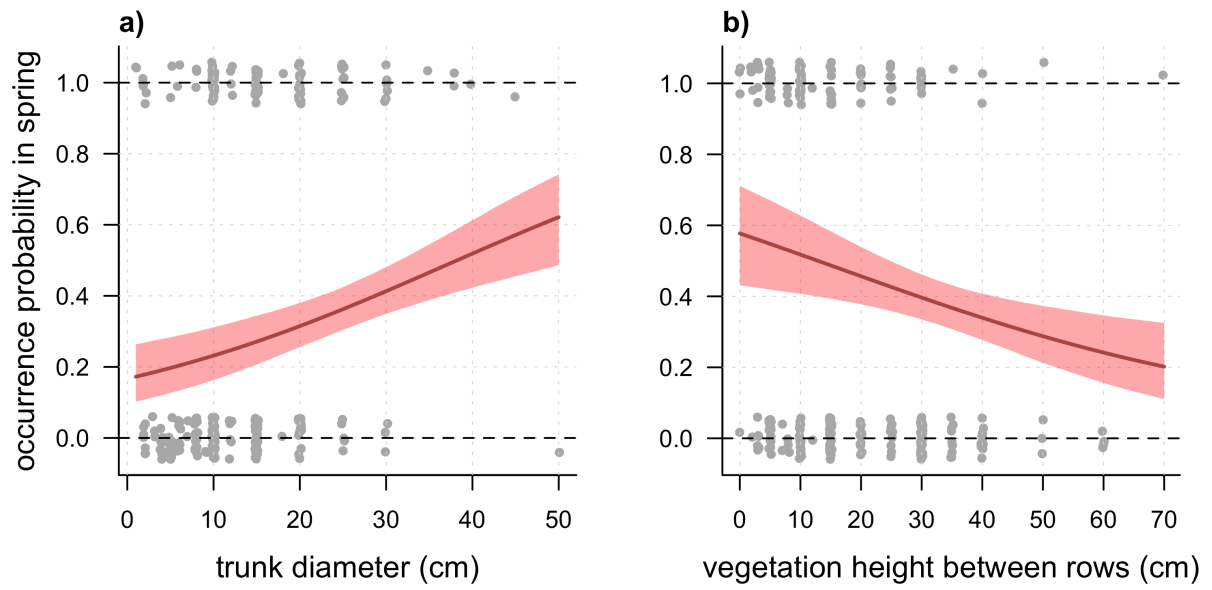 a)
occurrence probability in spring
1.0
0.8
0.6
0.4
0.2
0.0
0 10 20 30 40 50
trunk diameter (cm)
b)
1.0
0.8
0.6
0.4
0.2
0.0
0 10 20 30 40 50 60 70
vegetation height between rows (cm)